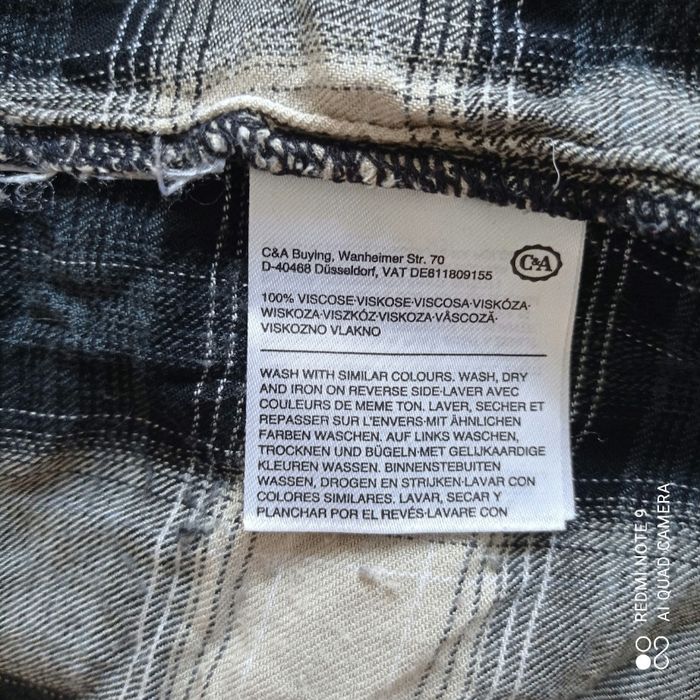 C&A Buying, Wanheimer Str. 70
D-40468 Düsseldorf, VAT DE811809155
C&A
100% VISCOSE·VISKOSE·VISCOSA·VISKÓZA·
WISKOZA·VISZKÓZ·VISKOZA·VÂSCOZĂ·
VISKOZNO VLAKNO
WASH WITH SIMILAR COLOURS. WASH, DRY
AND IRON ON REVERSE SIDE·LAVER AVEC
COULEURS DE MEME TON. LAVER, SECHER ET
REPASSER SUR L'ENVERS·MIT ÄHNLICHEN
FARBEN WASCHEN. AUF LINKS WASCHEN,
TROCKNEN UND BÜGELN·MET GELIJKAARDIGE
KLEUREN WASSEN. BINNENSTEBUITEN
WASSEN, DROGEN EN STRIJKEN·LAVAR CON
COLORES SIMILARES. LAVAR, SECAR Y
PLANCHAR POR EL REVÉS·LAVARE CON
REDMI NOTE 9
AI QUAD CAMERA